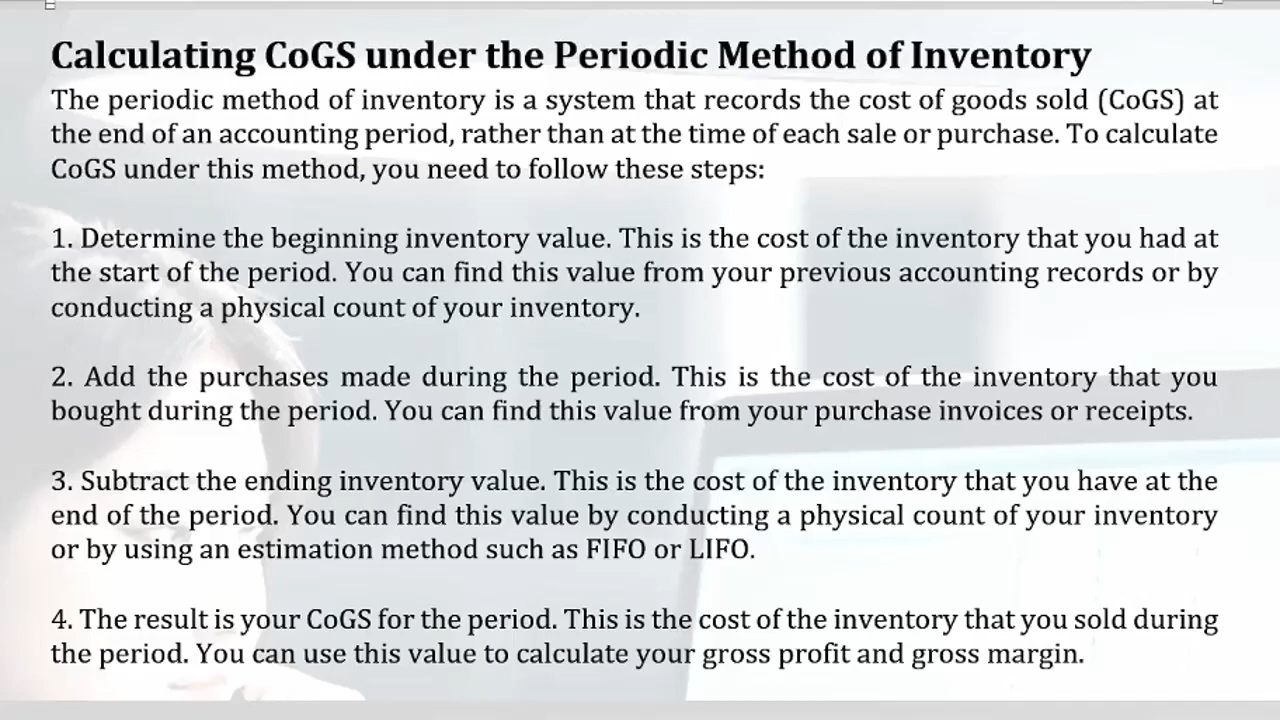 Calculating CoGS under the Periodic Method of Inventory
The periodic method of inventory is a system that records the cost of goods sold (CoGS) at
the end of an accounting period, rather than at the time of each sale or purchase. To calculate
CoGS under this method, you need to follow these steps:
1. Determine the beginning inventory value. This is the cost of the inventory that you had at
the start of the period. You can find this value from your previous accounting records or by
conducting a physical count of your inventory.
2. Add the purchases made during the period. This is the cost of the inventory that you
bought during the period. You can find this value from your purchase invoices or receipts.
3. Subtract the ending inventory value. This is the cost of the inventory that you have at the
end of the period. You can find this value by conducting a physical count of your inventory
or by using an estimation method such as FIFO or LIFO.
4. The result is your CoGS for the period. This is the cost of the inventory that you sold during
the period. You can use this value to calculate your gross profit and gross margin.